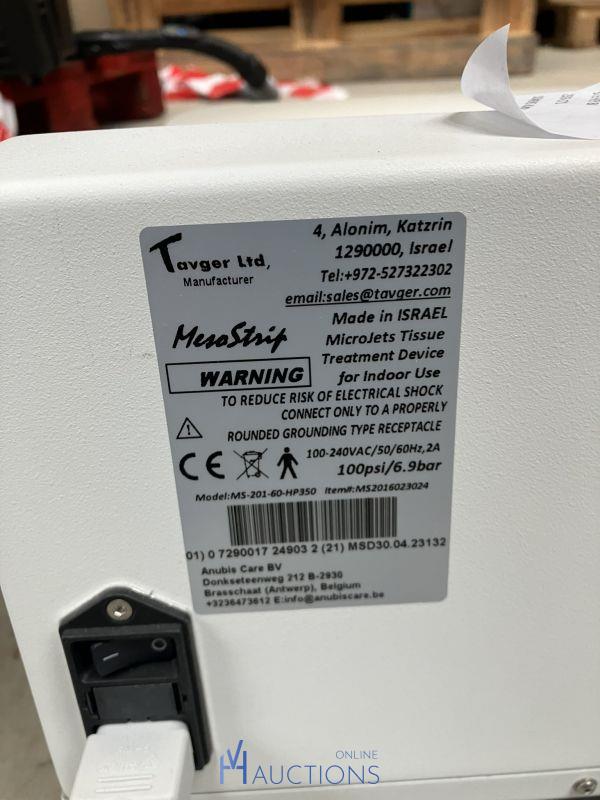 Tavger Ltd,
Manufacturer
4, Alonim, Katzrin
1290000, Israel
Tel:+972-527322302
email:sales@tavger.com
Made in ISRAEL
MesoStrip
MicroJets Tissue
Treatment Device
for Indoor Use
WARNING
TO REDUCE RISK OF ELECTRICAL SHOCK
CONNECT ONLY TO A PROPERLY
ROUNDED GROUNDING TYPE RECEPTACLE
CE
100-240VAC/50/60Hz,2A
100psi/6.9bar
Model:MS-201-60-HP350 Item#:MS2016023024
01) 0 7290017 24903 2 (21) MSD30.04.23132
Anubis Care BV
Donkseteenweg 212 B-2930
Brasschaat (Antwerp), Belgium
+3236473612 E:info@anubiscare.be
VH ONLINE
AUCTIONS